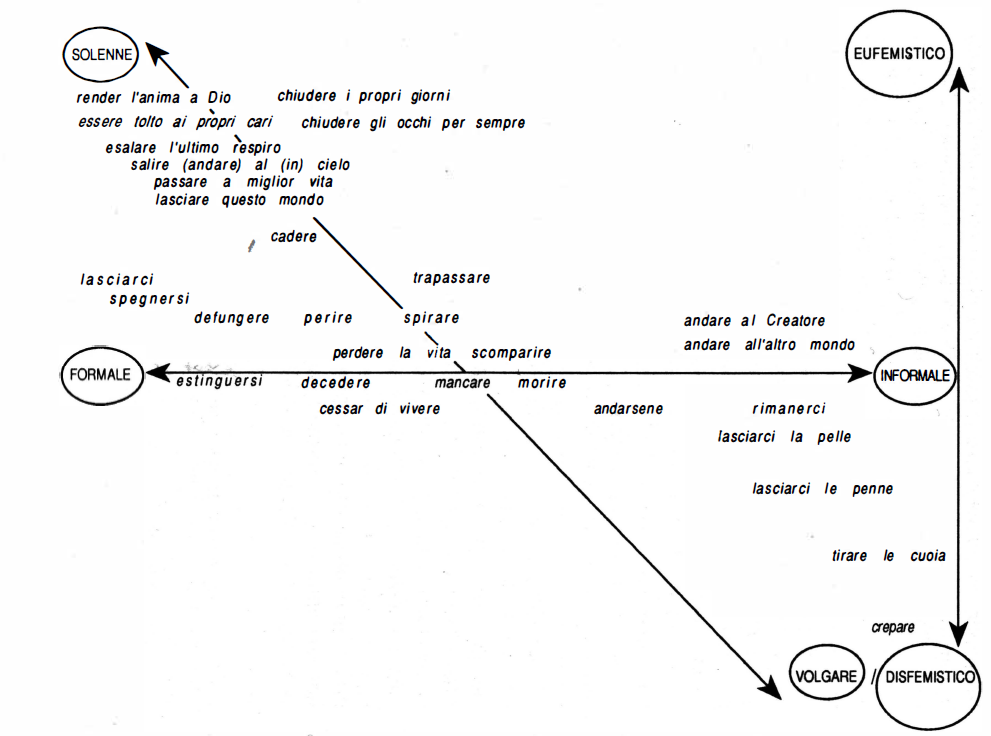 SOLENNE
EUFEMISTICO
render l'anima a Dio
chiudere i propri giorni
essere tolto ai propri cari
chiudere gli occhi per sempre
esalare l'ultimo respiro
salire (andare) al (in) cielo
passare a miglior vita
lasciare questo mondo
cadere
lasciarci
trapassare
spegnersi
defungere
perire
spirare
andare al Creatore
perdere la vita
scomparire
andare all'altro mondo
FORMALE
INFORMALE
estinguersi
decedere
mancare
morire
cessar di vivere
andarsene
rimanerci
lasciarci la pelle
lasciarci le penne
tirare le cuoia
crepare
VOLGARE / DISFEMISTICO